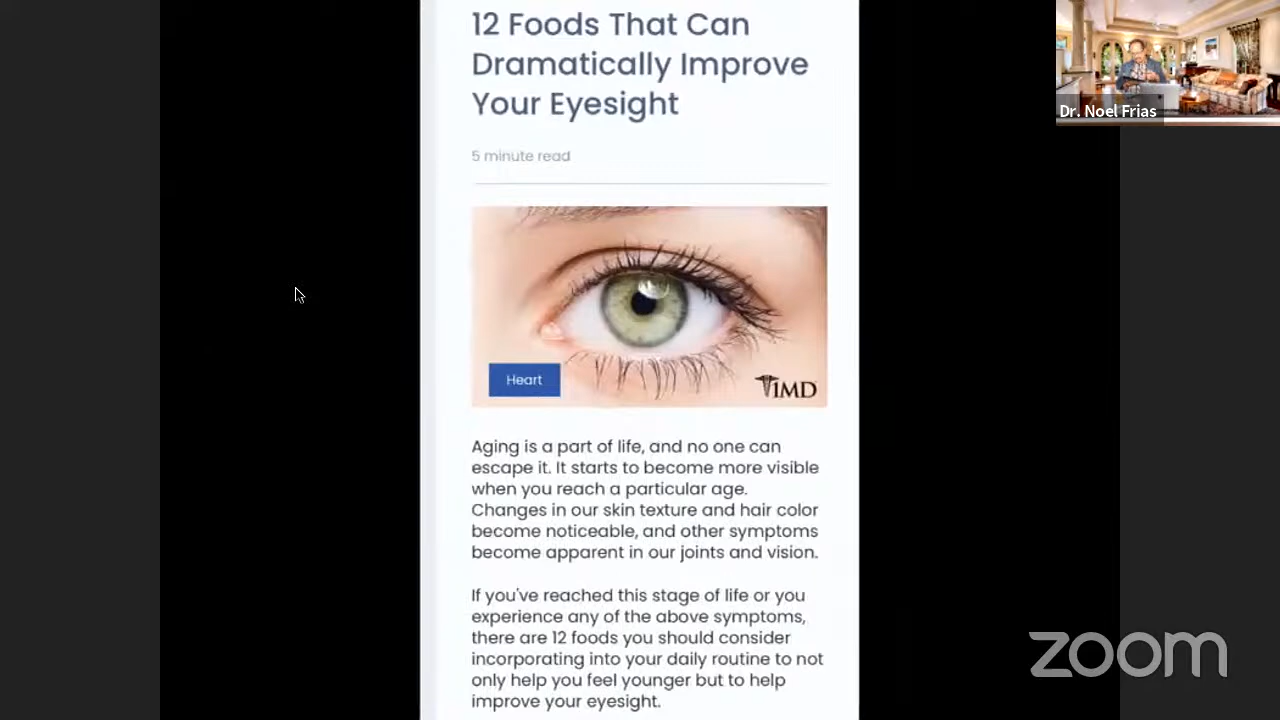 12 Foods That Can
Dramatically Improve
Your Eyesight
5 minute read
Heart
1MD
Aging is a part of life, and no one can
escape it. It starts to become more visible
when you reach a particular age.
Changes in our skin texture and hair color
become noticeable, and other symptoms
become apparent in our joints and vision.
If you've reached this stage of life or you
experience any of the above symptoms,
there are 12 foods you should consider
incorporating into your daily routine to not
only help you feel younger but to help
improve your eyesight.
Dr. Noel Frias
zoom